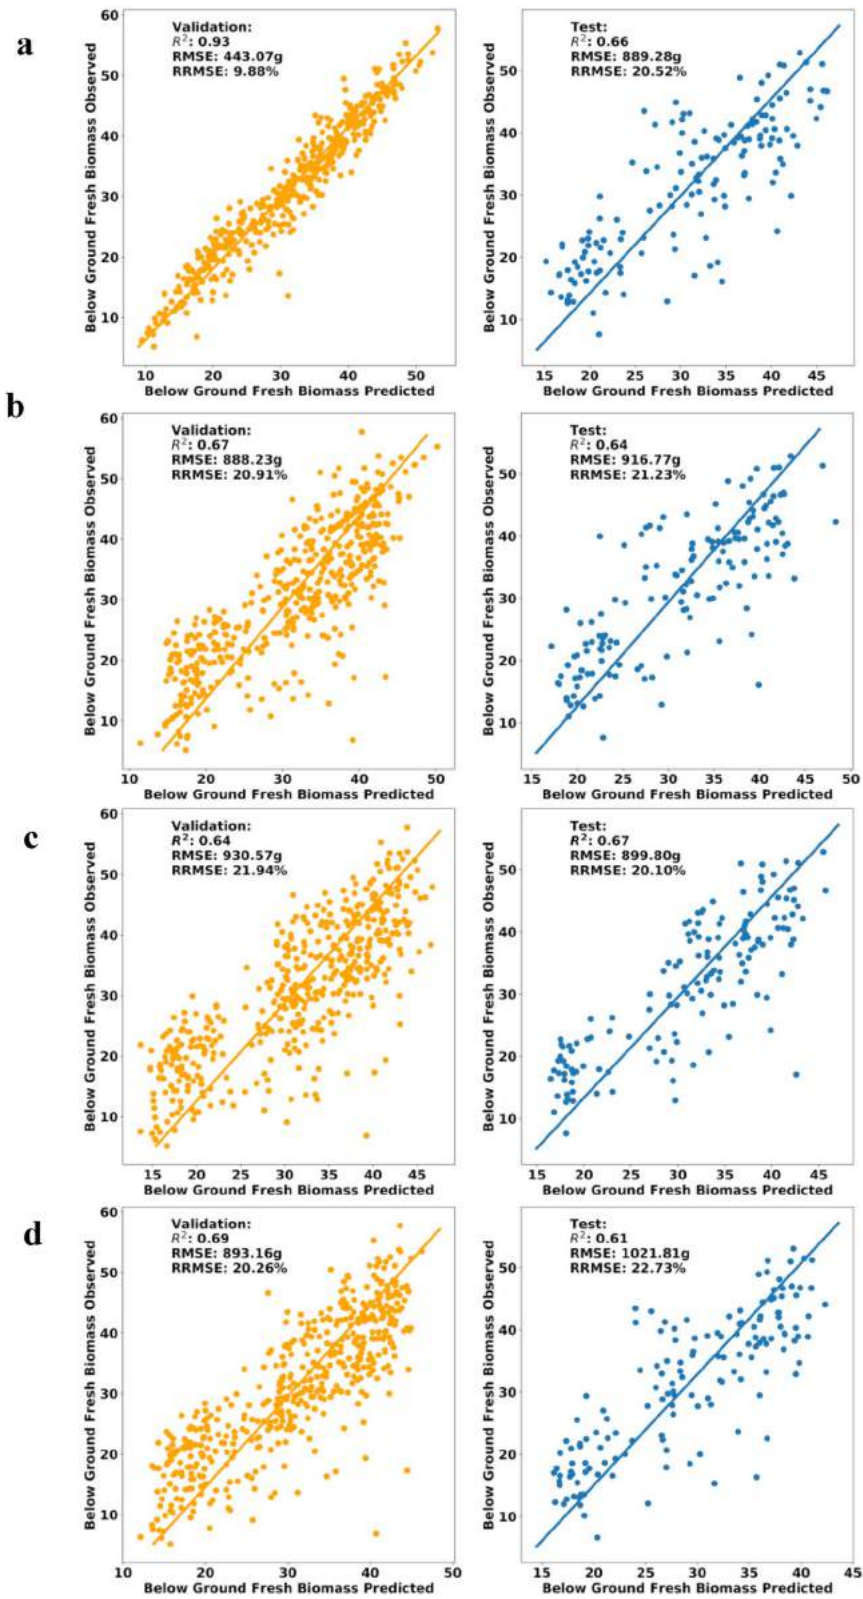 a
Validation:
R²: 0.93
RMSE: 443.07g
RRMSE: 9.88%
Below Ground Fresh Biomass Observed
60
50
40
30
20
10
10 20 30 40 50
Below Ground Fresh Biomass Predicted
Test:
R²: 0.66
RMSE: 889.28g
RRMSE: 20.52%
Below Ground Fresh Biomass Observed
50
40
30
20
10
15 20 25 30 35 40 45
Below Ground Fresh Biomass Predicted
b
Validation:
R²: 0.67
RMSE: 888.23g
RRMSE: 20.91%
Below Ground Fresh Biomass Observed
60
50
40
30
20
10
10 20 30 40 50
Below Ground Fresh Biomass Predicted
Test:
R²: 0.64
RMSE: 916.77g
RRMSE: 21.23%
Below Ground Fresh Biomass Observed
50
40
30
20
10
15 20 25 30 35 40 45 50
Below Ground Fresh Biomass Predicted
c
Validation:
R²: 0.64
RMSE: 930.57g
RRMSE: 21.94%
Below Ground Fresh Biomass Observed
60
50
40
30
20
10
15 20 25 30 35 40 45
Below Ground Fresh Biomass Predicted
Test:
R²: 0.67
RMSE: 899.80g
RRMSE: 20.10%
Below Ground Fresh Biomass Observed
50
40
30
20
10
15 20 25 30 35 40 45
Below Ground Fresh Biomass Predicted
d
Validation:
R²: 0.69
RMSE: 893.16g
RRMSE: 20.26%
Below Ground Fresh Biomass Observed
60
50
40
30
20
10
10 20 30 40 50
Below Ground Fresh Biomass Predicted
Test:
R²: 0.61
RMSE: 1021.81g
RRMSE: 22.73%
Below Ground Fresh Biomass Observed
50
40
30
20
10
15 20 25 30 35 40 45
Below Ground Fresh Biomass Predicted